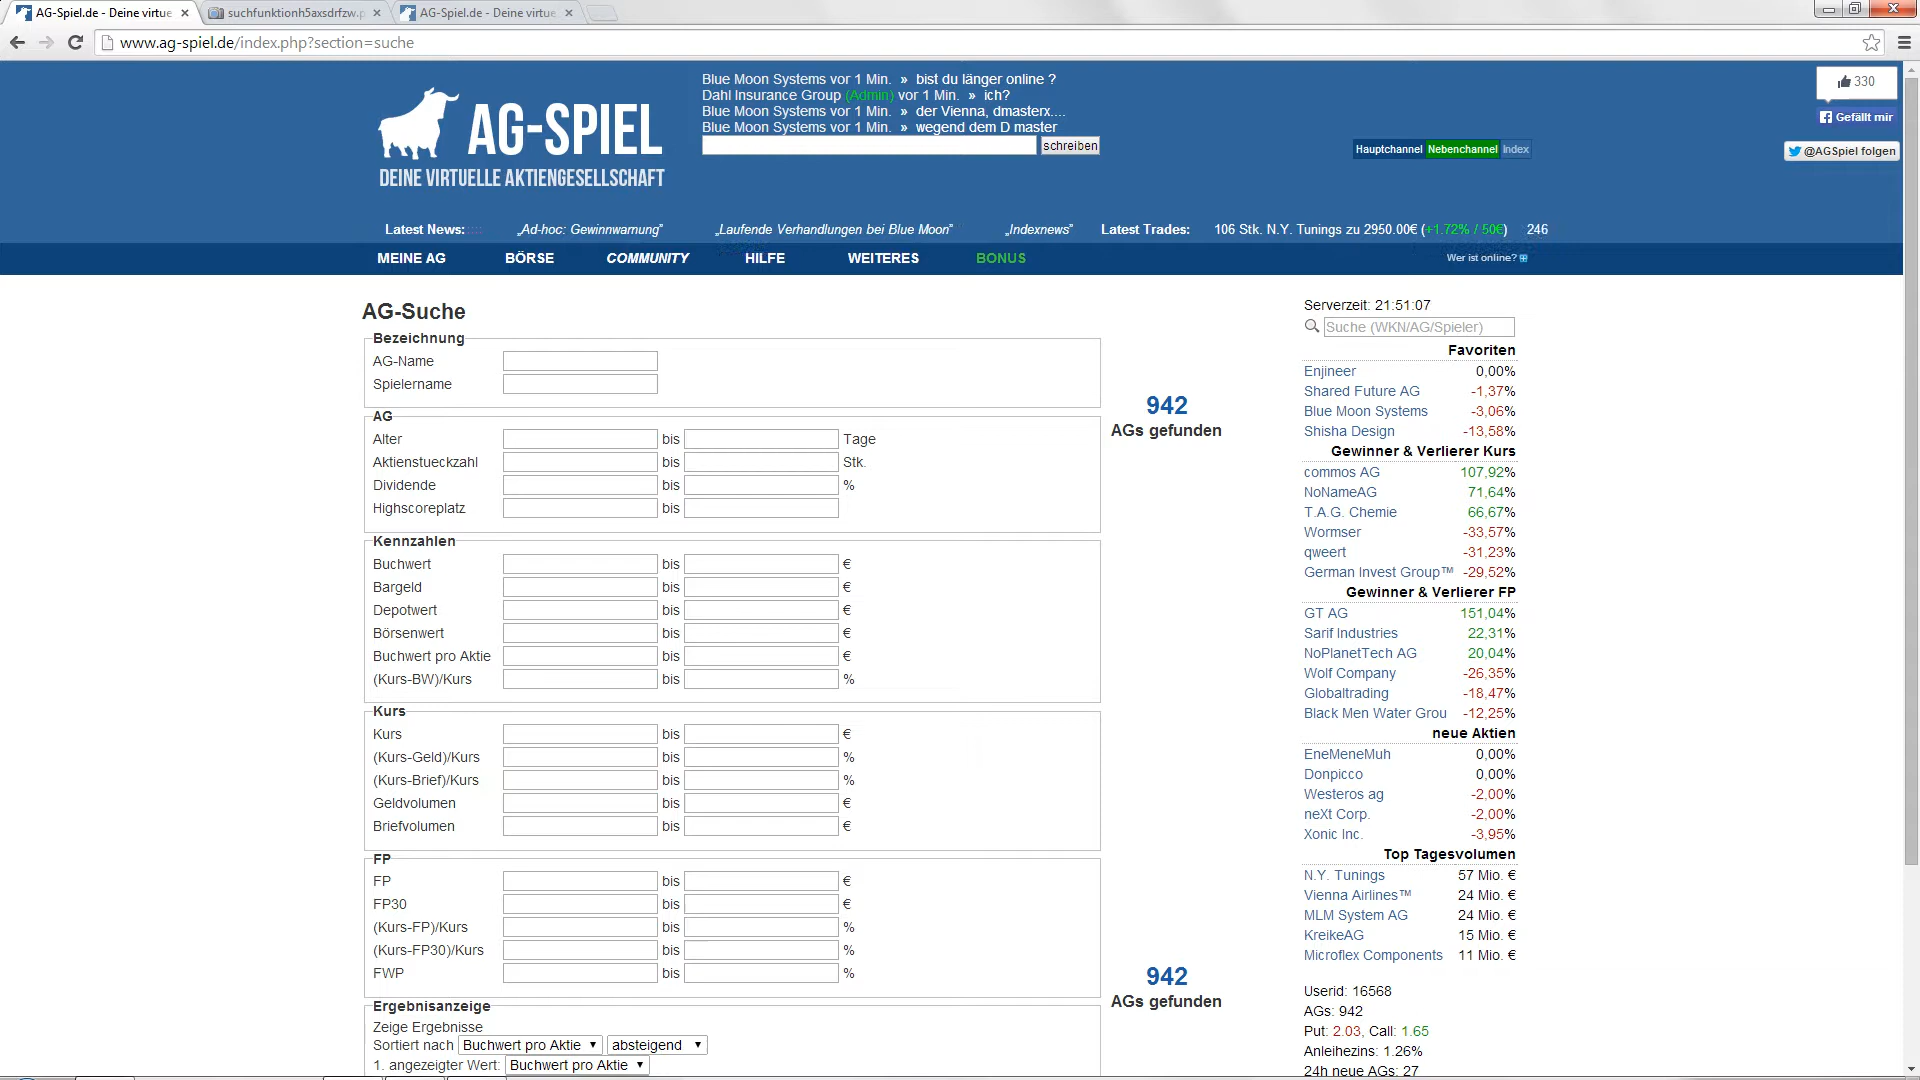 AG-Spiel.de - Deine virtue
suchfunktionh5axsdrfzw.p
AG-Spiel.de - Deine virtue
www.ag-spiel.de/index.php?section=suche
AG-SPIEL
DEINE VIRTUELLE AKTIENGESELLSCHAFT
Blue Moon Systems vor 1 Min. » bist du länger online ?
Dahl Insurance Group (Admin) vor 1 Min. » ich?
Blue Moon Systems vor 1 Min. » der Vienna, dmasterx....
Blue Moon Systems vor 1 Min. » wegend dem D master
schreiben
Hauptchannel Nebenchannel Index
330
Gefällt mir
@AGSpiel folgen
Latest News: „Ad-hoc: Gewinnwarnung” „Laufende Verhandlungen bei Blue Moon” „Indexnews” Latest Trades: 106 Stk. N.Y. Tunings zu 2950.00€ (+1.72% / 50€) 246
MEINE AG BÖRSE COMMUNITY HILFE WEITERES BONUS Wer ist online?
AG-Suche
Bezeichnung
AG-Name
Spielername
AG
Alter bis Tage
Aktienstueckzahl bis Stk.
Dividende bis %
Highscoreplatz bis
Kennzahlen
Buchwert bis €
Bargeld bis €
Depotwert bis €
Börsenwert bis €
Buchwert pro Aktie bis €
(Kurs-BW)/Kurs bis %
Kurs
Kurs bis €
(Kurs-Geld)/Kurs bis %
(Kurs-Brief)/Kurs bis %
Geldvolumen bis €
Briefvolumen bis €
FP
FP bis €
FP30 bis €
(Kurs-FP)/Kurs bis %
(Kurs-FP30)/Kurs bis %
FWP bis %
Ergebnisanzeige
Zeige Ergebnisse
Sortiert nach Buchwert pro Aktie absteigend
1. angezeigter Wert: Buchwert pro Aktie
942
AGs gefunden
942
AGs gefunden
Serverzeit: 21:51:07
Suche (WKN/AG/Spieler)
Favoriten
Enjineer 0,00%
Shared Future AG -1,37%
Blue Moon Systems -3,06%
Shisha Design -13,58%
Gewinner & Verlierer Kurs
commos AG 107,92%
NoNameAG 71,64%
T.A.G. Chemie 66,67%
Wormser -33,57%
qweert -31,23%
German Invest Group™ -29,52%
Gewinner & Verlierer FP
GT AG 151,04%
Sarif Industries 22,31%
NoPlanetTech AG 20,04%
Wolf Company -26,35%
Globaltrading -18,47%
Black Men Water Grou -12,25%
neue Aktien
EneMeneMuh 0,00%
Donpicco 0,00%
Westeros ag -2,00%
neXt Corp. -2,00%
Xonic Inc. -3,95%
Top Tagesvolumen
N.Y. Tunings 57 Mio. €
Vienna Airlines™ 24 Mio. €
MLM System AG 24 Mio. €
KreikeAG 15 Mio. €
Microflex Components 11 Mio. €
Userid: 16568
AGs: 942
Put: 2.03, Call: 1.65
Anleihezins: 1.26%
24h neue AGs: 27